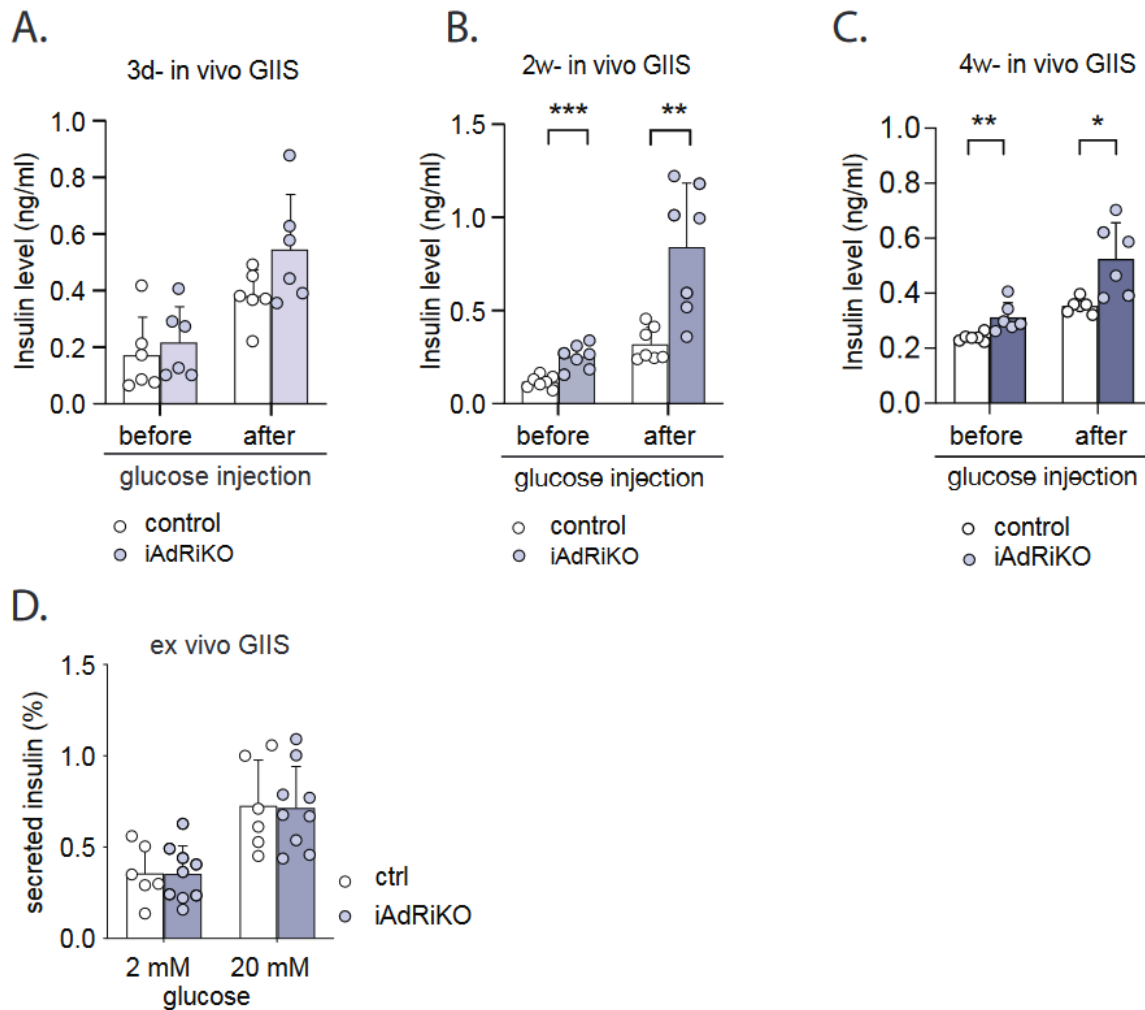 A.
3d- in vivo GIIS
Insulin level (ng/ml)
1.0
0.8
0.6
0.4
0.2
0.0
before after
glucose injection
control
iAdRiKO
B.
2w- in vivo GIIS
*** **
Insulin level (ng/ml)
1.5
1.0
0.5
0.0
before after
glucose injection
control
iAdRiKO
C.
4w- in vivo GIIS
** *
Insulin level (ng/ml)
1.0
0.8
0.6
0.4
0.2
0.0
before after
glucose injection
control
iAdRiKO
D.
ex vivo GIIS
secreted insulin (%)
1.5
1.0
0.5
0.0
2 mM 20 mM
glucose
ctrl
iAdRiKO